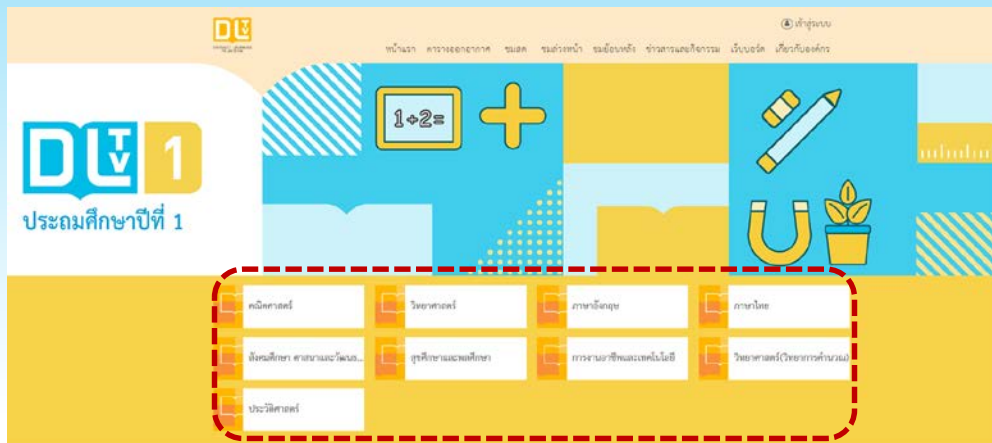 DLTV
เข้าสู่ระบบ
หน้าแรก ตารางออกอากาศ ชมสด ชมล่วงหน้า ชมย้อนหลัง ข่าวสารและกิจกรรม เว็บบอร์ด เกี่ยวกับองค์กร
1+2=
DLTV 1
ประถมศึกษาปีที่ 1
คณิตศาสตร์ วิทยาศาสตร์ ภาษาอังกฤษ ภาษาไทย
สังคมศึกษา ศาสนาและวัฒนธ... สุขศึกษาและพลศึกษา การงานอาชีพและเทคโนโลยี วิทยาศาสตร์(วิทยาการคำนวณ)
ประวัติศาสตร์